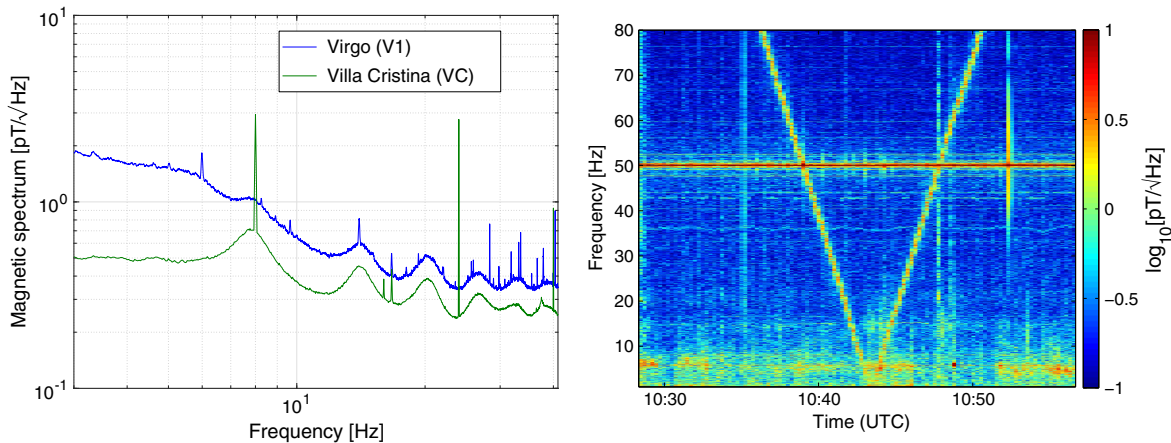 10¹
10⁰
10⁻¹
Magnetic spectrum [pT/√Hz]
Virgo (V1)
Villa Cristina (VC)
10¹
Frequency [Hz]
80
70
60
50
40
30
20
10
Frequency [Hz]
10:30
10:40
10:50
Time (UTC)
1
0.5
0
−0.5
−1
log₁₀[pT/√Hz]